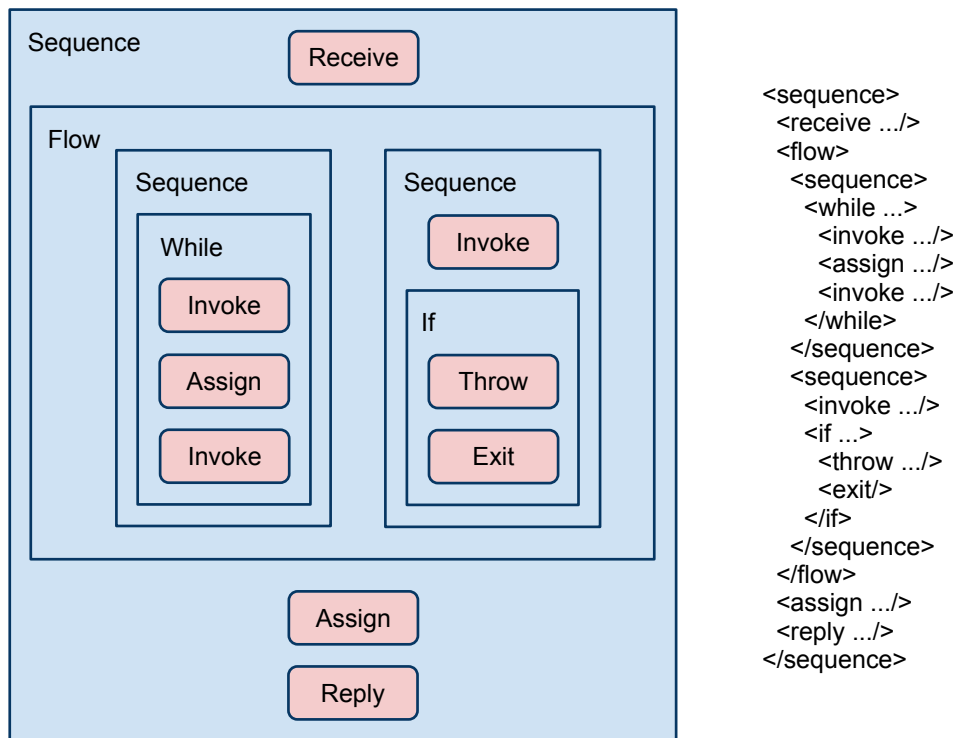 Sequence
Receive
Flow
Sequence
While
Invoke
Assign
Invoke
Sequence
Invoke
If
Throw
Exit
Assign
Reply
<sequence>
<receive .../>
<flow>
<sequence>
<while ...>
<invoke .../>
<assign .../>
<invoke .../>
</while>
</sequence>
<sequence>
<invoke .../>
<if ...>
<throw .../>
<exit/>
</if>
</sequence>
</flow>
<assign .../>
<reply .../>
</sequence>